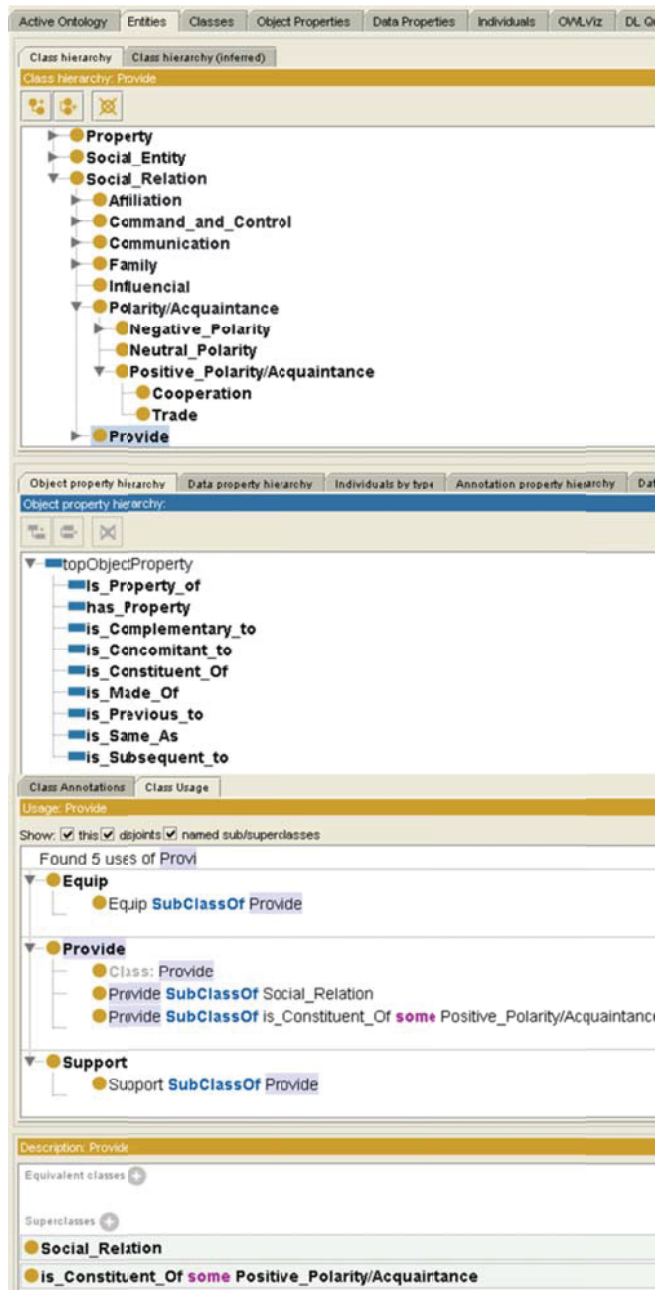 Active Ontology Entities Classes Object Properties Data Propeties Individuals OWLViz DL Qu
Class hierarchy Class hierarchy (inferred)
Class hierarchy: Provide
Property
Social_Entity
Social_Relation
Affiliation
Command_and_Control
Communication
Family
Infuencial
Polarity/Acquaintance
Negative_Polarity
Neutral_Polarity
Positive_Polarity/Acquaintance
Cooperation
Trade
Provide
Object property hierarchy Data property hierarchy Individuals by type Annotation property hierarchy Dat
Object property hierarchy:
topObjectProperty
Is_Property_of
has_Property
is_Complementary_to
is_Concomitant_to
is_Constituent_Of
is_Made_Of
is_Previous_to
is_Same_As
is_Subsequent_to
Class Annotations Class Usage
Usage: Provide
Show: this disjoints named sub/superclasses
Found 5 uses of Provi
Equip
Equip SubClassOf Provide
Provide
Class: Provide
Provide SubClassOf Social_Relation
Provide SubClassOf is_Constituent_Of some Positive_Polarity/Acquaintance
Support
Support SubClassOf Provide
Description: Provide
Equivalent classes
Superclasses
Social_Relation
is_Constituent_Of some Positive_Polarity/Acquaintance